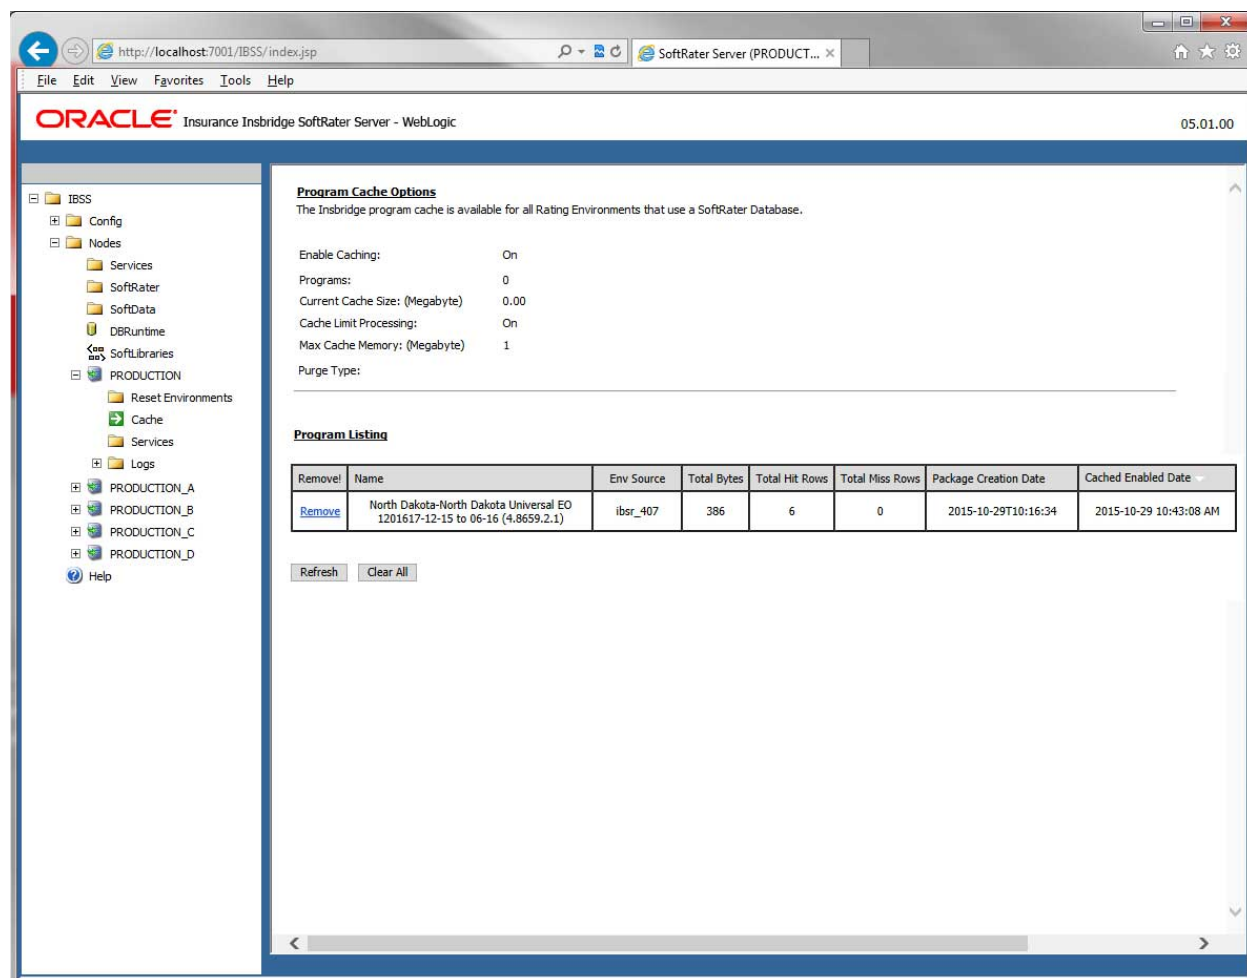 http://localhost:7001/IBSS/index.jsp
SoftRater Server (PRODUCT...
File Edit View Favorites Tools Help
ORACLE Insurance Insbridge SoftRater Server - WebLogic
05.01.00
IBSS
Config
Nodes
Services
SoftRater
SoftData
DBRuntime
SoftLibraries
PRODUCTION
Reset Environments
Cache
Services
Logs
PRODUCTION_A
PRODUCTION_B
PRODUCTION_C
PRODUCTION_D
Help
Program Cache Options
The Insbridge program cache is available for all Rating Environments that use a SoftRater Database.
Enable Caching: On
Programs: 0
Current Cache Size: (Megabyte) 0.00
Cache Limit Processing: On
Max Cache Memory: (Megabyte) 1
Purge Type:
Program Listing
Remove! Name Env Source Total Bytes Total Hit Rows Total Miss Rows Package Creation Date Cached Enabled Date
Remove North Dakota-North Dakota Universal EO
1201617-12-15 to 06-16 (4.8659.2.1) ibsr_407 386 6 0 2015-10-29T10:16:34 2015-10-29 10:43:08 AM
Refresh Clear All